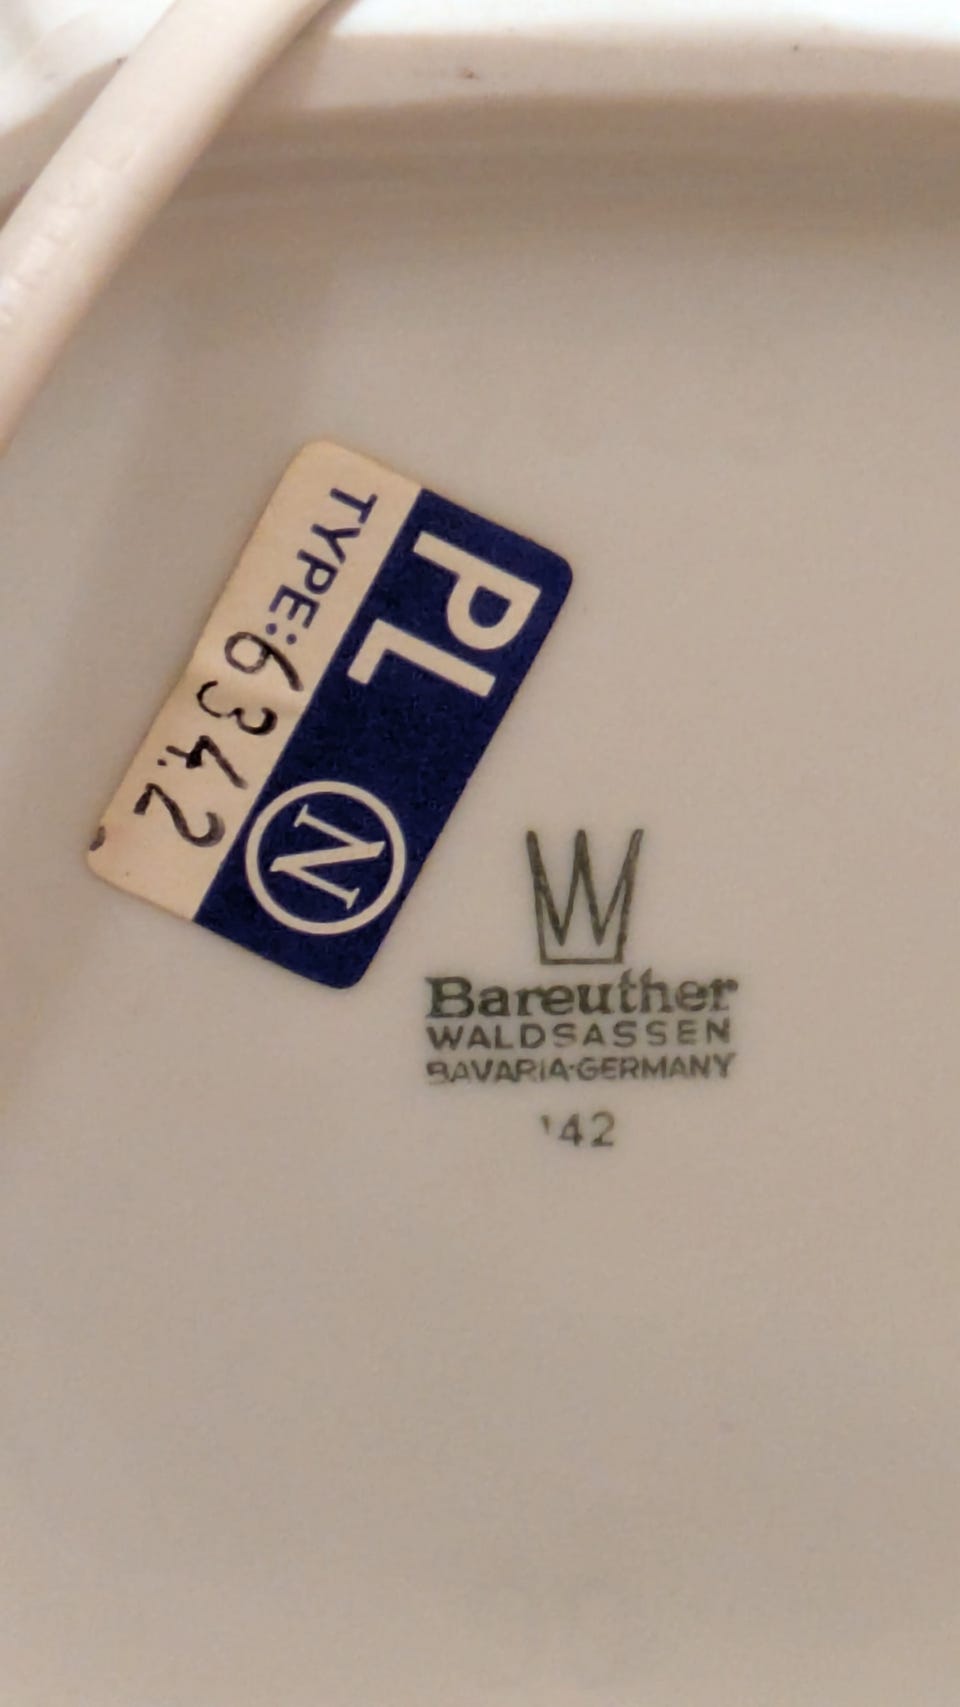 PL N
TYPE: 6342
Bareuther
WALDSASSEN
BAVARIA·GERMANY
'42